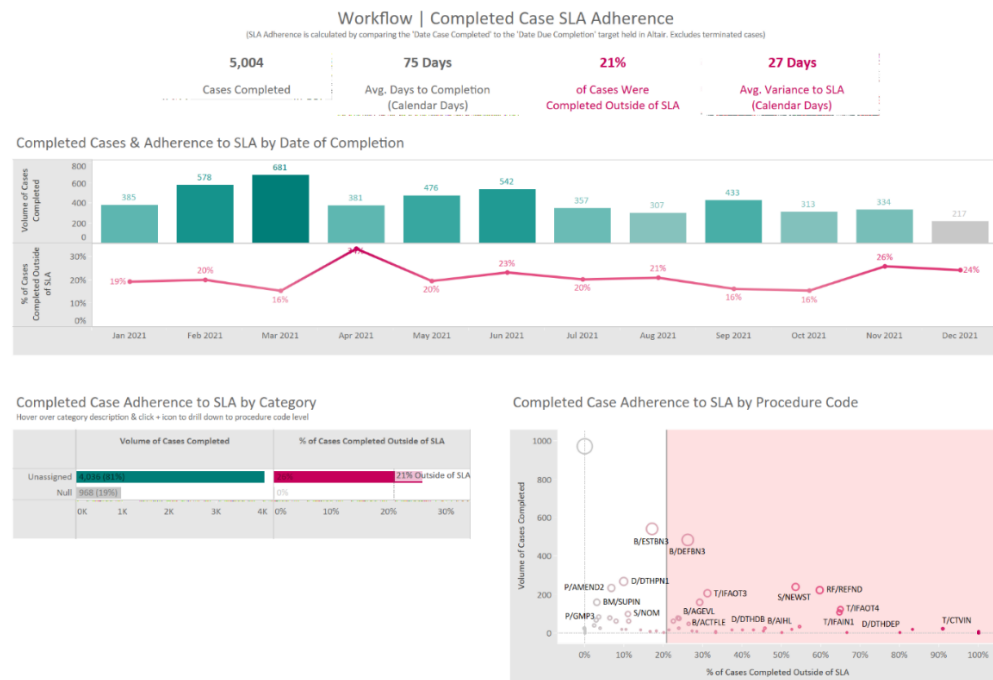 Workflow | Completed Case SLA Adherence
(SLA Adherence is calculated by comparing the 'Date Case Completed' to the 'Date Due Completion' target held in Altair. Excludes terminated cases)
5,004
75 Days
21%
27 Days
Cases Completed
Avg. Days to Completion
(Calendar Days)
of Cases Were
Completed Outside of SLA
Avg. Variance to SLA
(Calendar Days)
Completed Cases & Adherence to SLA by Date of Completion
Volume of Cases
Completed
800
600
400
200
0
385
578
681
381
476
542
357
307
433
313
334
217
% of Cases
Completed Outside
of SLA
30%
20%
10%
0%
19%
20%
16%
20%
23%
20%
21%
16%
16%
26%
24%
Jan 2021
Feb 2021
Mar 2021
Apr 2021
May 2021
Jun 2021
Jul 2021
Aug 2021
Sep 2021
Oct 2021
Nov 2021
Dec 2021
Completed Case Adherence to SLA by Category
Hover over category description & click + icon to drill down to procedure code level
Volume of Cases Completed
% of Cases Completed Outside of SLA
Unassigned
4,036 (81%)
21% Outside of SLA
Null
968 (19%)
0%
0K
1K
2K
3K
4K
0%
10%
20%
30%
Completed Case Adherence to SLA by Procedure Code
Volume of Cases Completed
1000
800
600
400
200
0
B/ESTBN3
B/DEFBN3
D/DTHPN1
P/AMEND2
T/IFAOT3
S/NEWST
RF/REFND
BM/SUPIN
B/AGEVL
T/IFAOT4
P/GMP3
S/NOM
B/ACTFLE
D/DTHDB
B/AIHL
T/IFAIN1
D/DTHDEP
T/CTVIN
0%
10%
20%
30%
40%
50%
60%
70%
80%
90%
100%
% of Cases Completed Outside of SLA